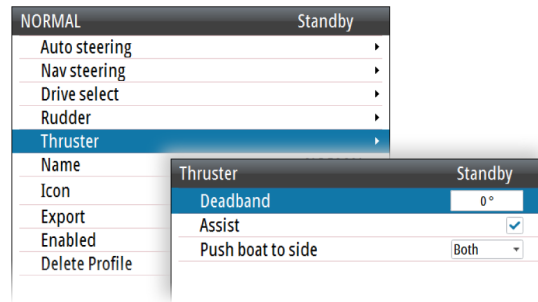 NORMAL Standby
Auto steering
Nav steering
Drive select
Rudder
Thruster
Name
Icon
Export
Enabled
Delete Profile
Thruster Standby
Deadband 0°
Assist
Push boat to side Both